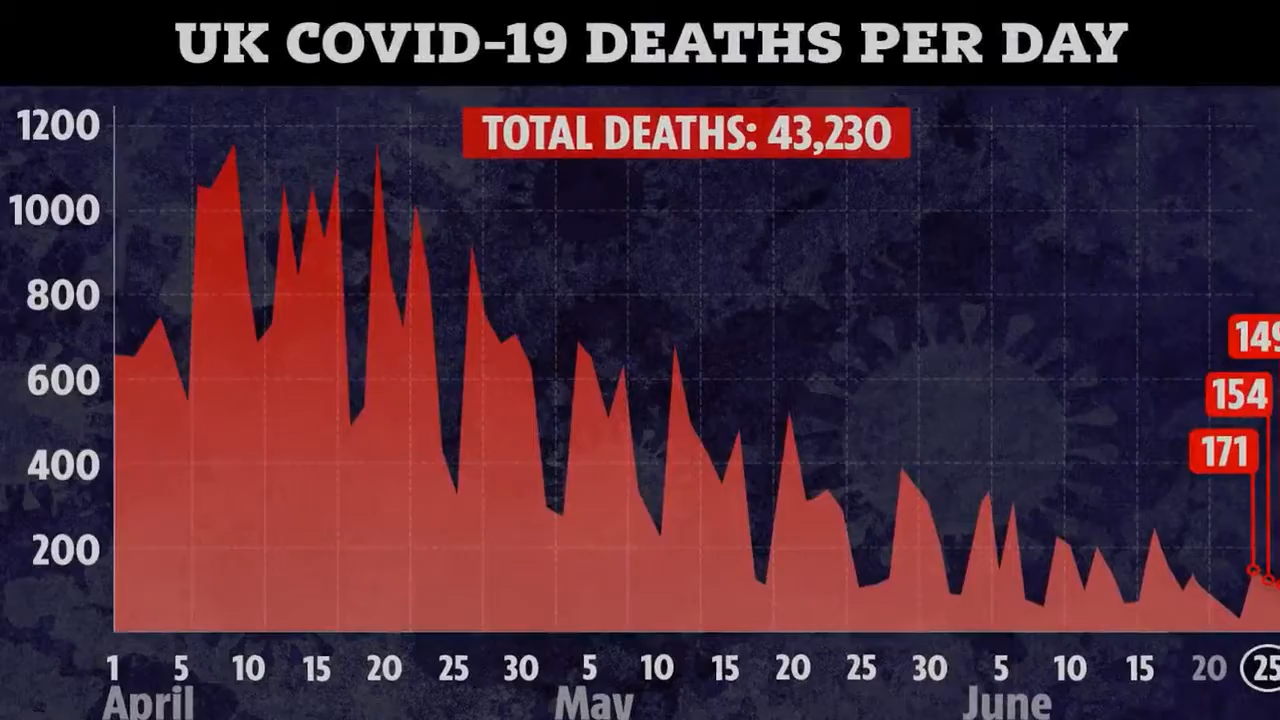 UK COVID-19 DEATHS PER DAY
TOTAL DEATHS: 43,230
1200
1000
800
600
400
200
149
154
171
1 5 10 15 20 25 30 5 10 15 20 25 30 5 10 15 20 25
April May June